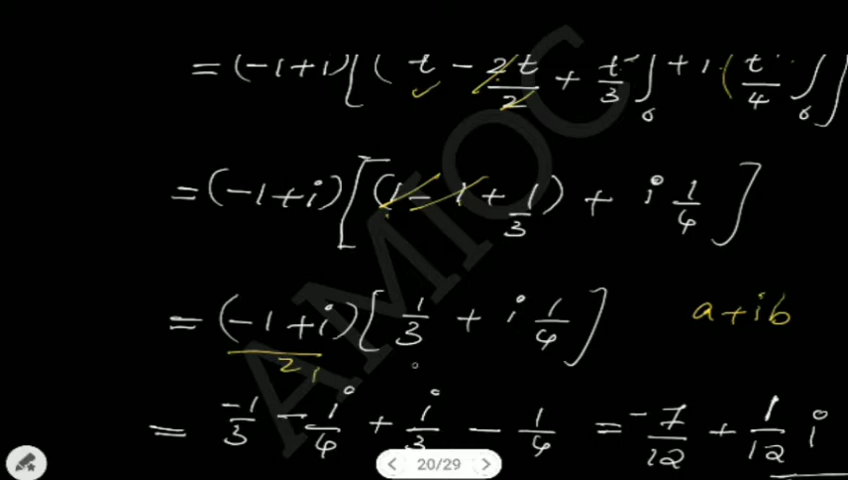 = (-1+i)[(t - 2t/2 + t/3]₀ + i(t/4]₀]
= (-1+i)[(1 - 1 + 1/3) + i 1/4]
= (-1+i)[1/3 + i 1/4] a+ib
z₁
= -1/3 - i/4 + i/3 - 1/4 = -7/12 + 1/12 i
20/29
AMIOC